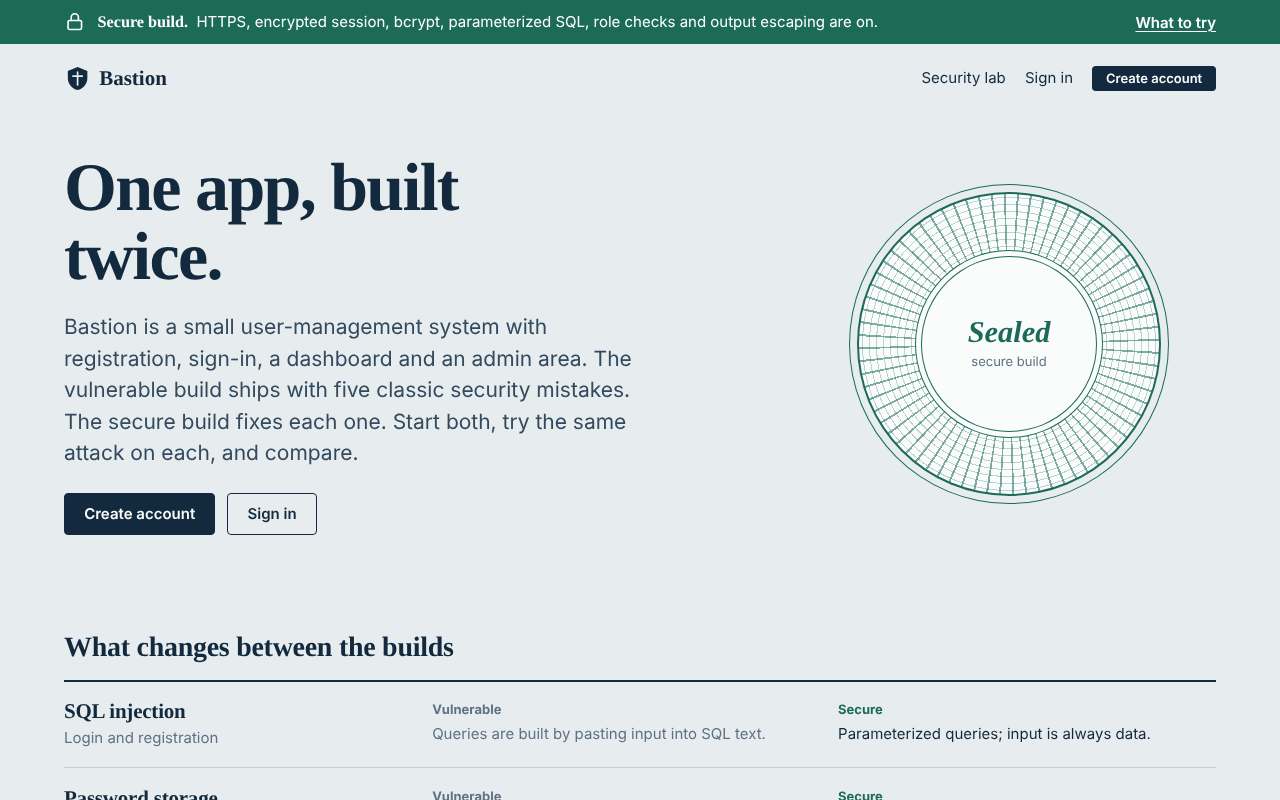 Secure build. HTTPS, encrypted session, bcrypt, parameterized SQL, role checks and output escaping are on.
What to try
Bastion
Security lab
Sign in
Create account
One app, built
twice.
Bastion is a small user-management system with
registration, sign-in, a dashboard and an admin area. The
vulnerable build ships with five classic security mistakes.
The secure build fixes each one. Start both, try the same
attack on each, and compare.
Create account
Sign in
Sealed
secure build
What changes between the builds
SQL injection
Login and registration
Vulnerable
Queries are built by pasting input into SQL text.
Secure
Parameterized queries; input is always data.
Password storage
Vulnerable
Secure